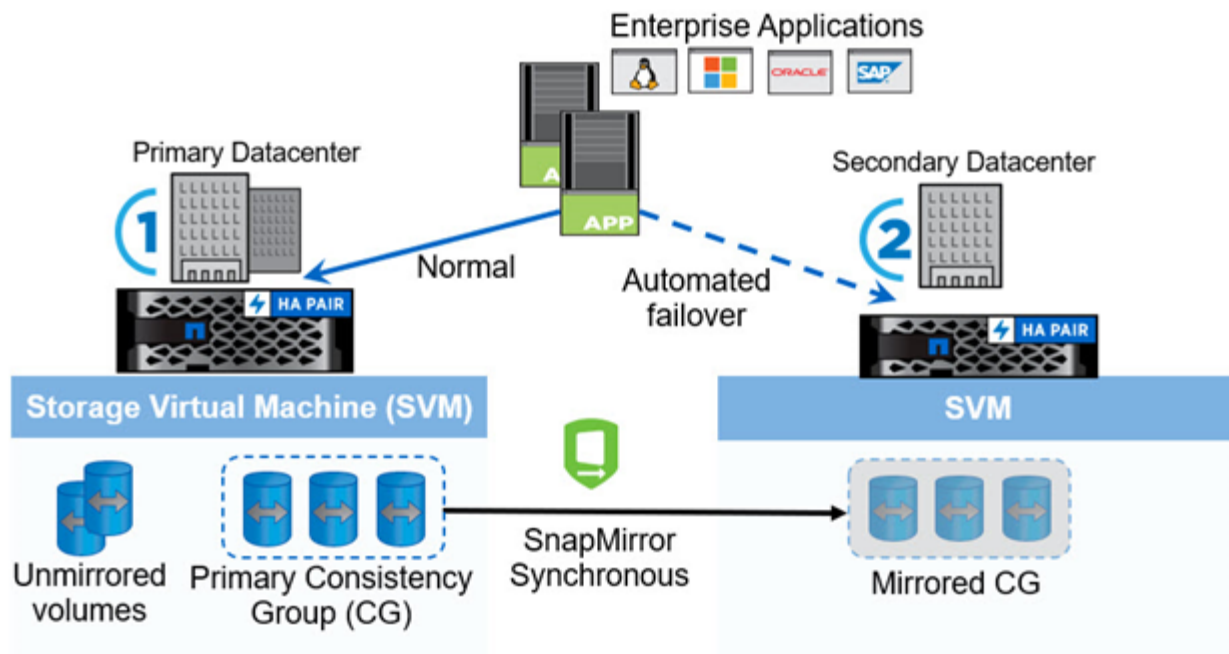 Enterprise Applications
ORACLE
SAP
Primary Datacenter
Secondary Datacenter
1
APP
2
Normal
Automated
failover
HA PAIR
HA PAIR
Storage Virtual Machine (SVM)
SVM
Unmirrored
volumes
Primary Consistency
Group (CG)
SnapMirror
Synchronous
Mirrored CG